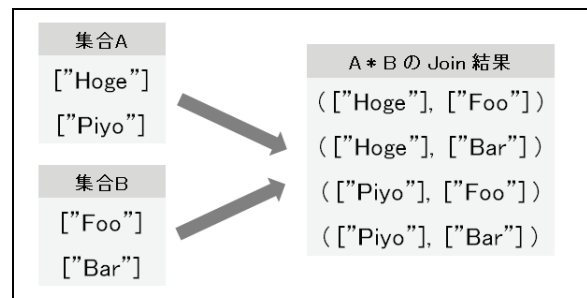 集合A
["Hoge"]
["Piyo"]
集合B
["Foo"]
["Bar"]
A * B の Join 結果
( ["Hoge"], ["Foo"] )
( ["Hoge"], ["Bar"] )
( ["Piyo"], ["Foo"] )
( ["Piyo"], ["Bar"] )